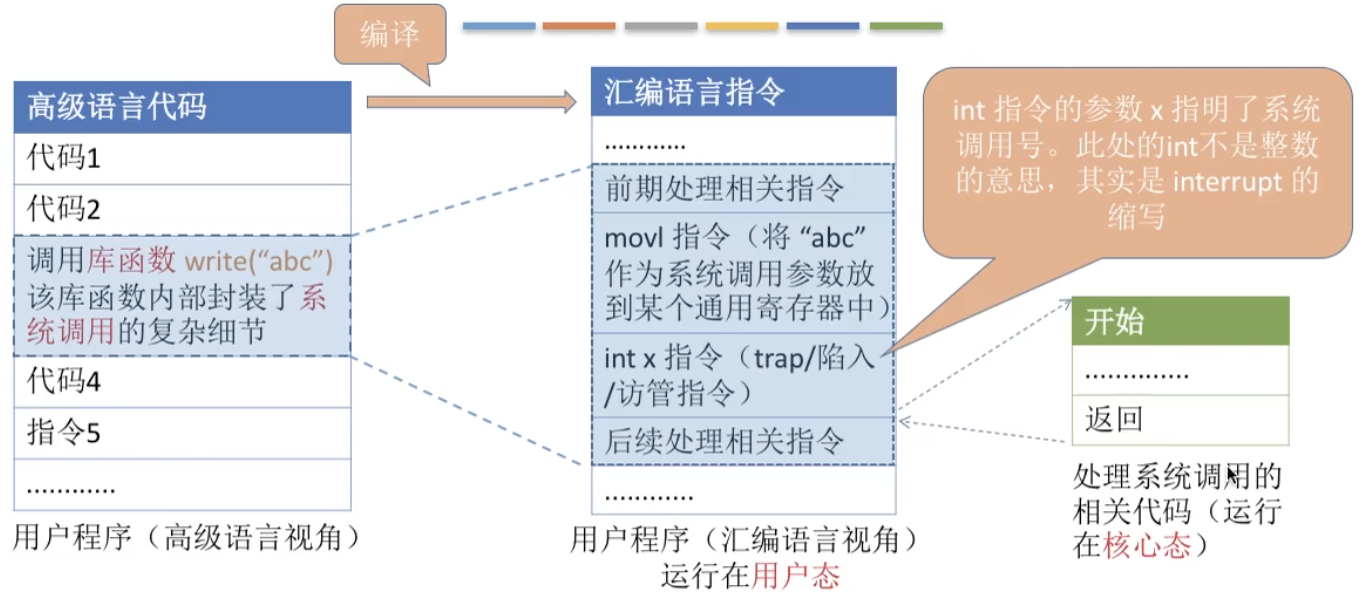 编译
高级语言代码
代码1
代码2
调用库函数 write(“abc”)
该库函数内部封装了系
统调用的复杂细节
代码4
指令5
............
用户程序（高级语言视角）
汇编语言指令
............
前期处理相关指令
movl 指令（将 “abc”
作为系统调用参数放
到某个通用寄存器中）
int x 指令（trap/陷入
/访管指令）
后续处理相关指令
............
用户程序（汇编语言视角）
运行在用户态
int 指令的参数 x 指明了系统
调用号。此处的int不是整数
的意思，其实是 interrupt 的
缩写
开始
..............
返回
处理系统调用的
相关代码（运行
在核心态）